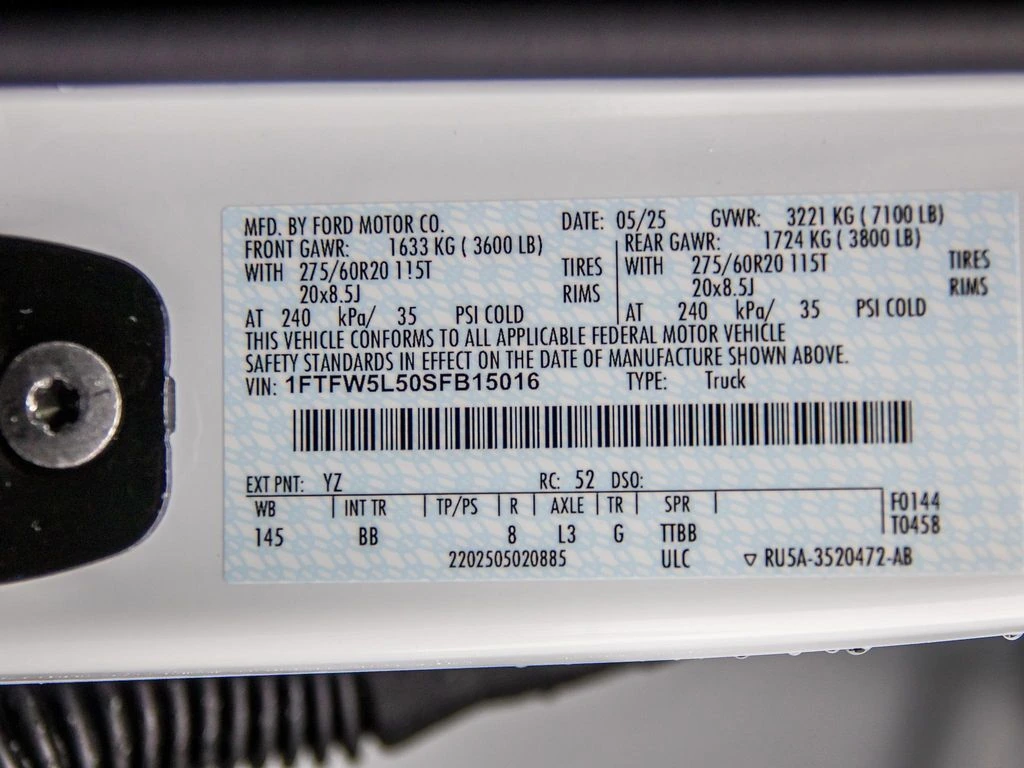 MFD. BY FORD MOTOR CO. DATE: 05/25 GVWR: 3221 KG ( 7100 LB)
FRONT GAWR: 1633 KG ( 3600 LB) REAR GAWR: 1724 KG ( 3800 LB)
WITH 275/60R20 115T TIRES WITH 275/60R20 115T TIRES
20x8.5J RIMS 20x8.5J RIMS
AT 240 kPa/ 35 PSI COLD AT 240 kPa/ 35 PSI COLD
THIS VEHICLE CONFORMS TO ALL APPLICABLE FEDERAL MOTOR VEHICLE
SAFETY STANDARDS IN EFFECT ON THE DATE OF MANUFACTURE SHOWN ABOVE.
VIN: 1FTFW5L50SFB15016 TYPE: Truck
EXT PNT: YZ RC: 52 DSO:
WB INT TR TP/PS R AXLE TR SPR F0144
145 BB 8 L3 G TTBB T0458
2202505020885 ULC ▽ RU5A-3520472-AB